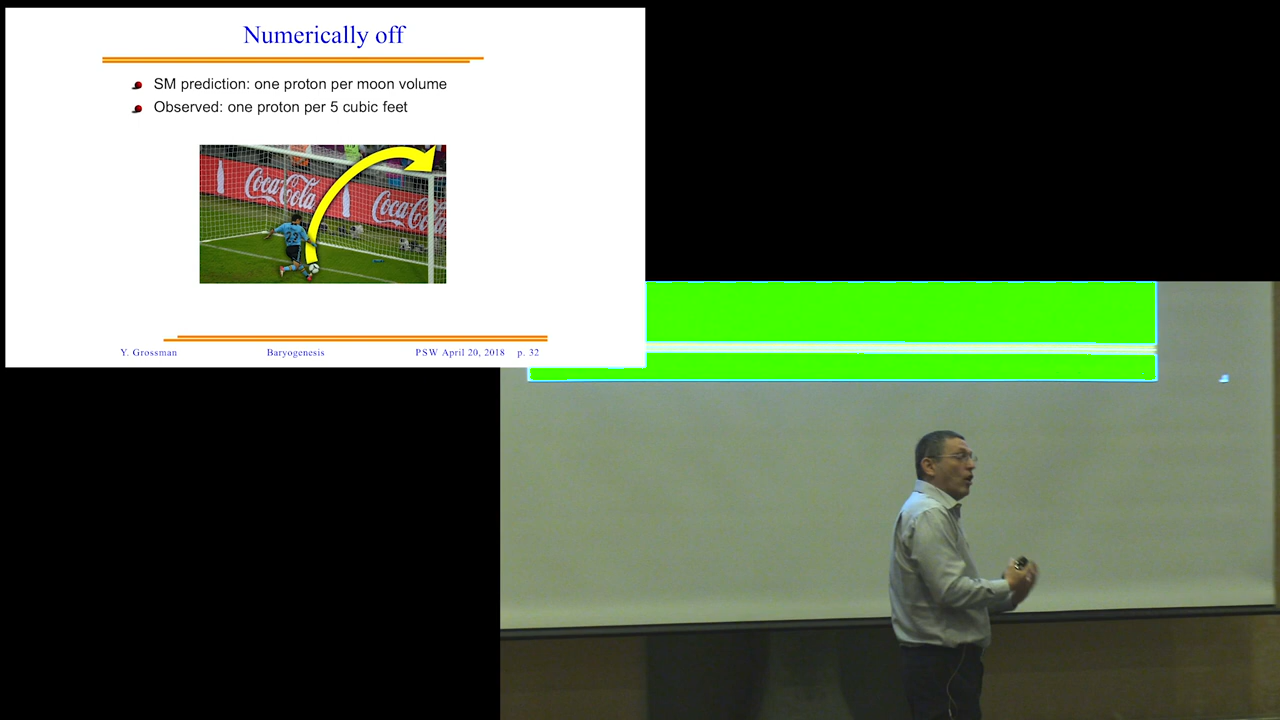 Numerically off
SM prediction: one proton per moon volume
Observed: one proton per 5 cubic feet
Coca-Cola
Coca-Cola
23
Y. Grossman Baryogenesis PSW April 20, 2018 p. 32